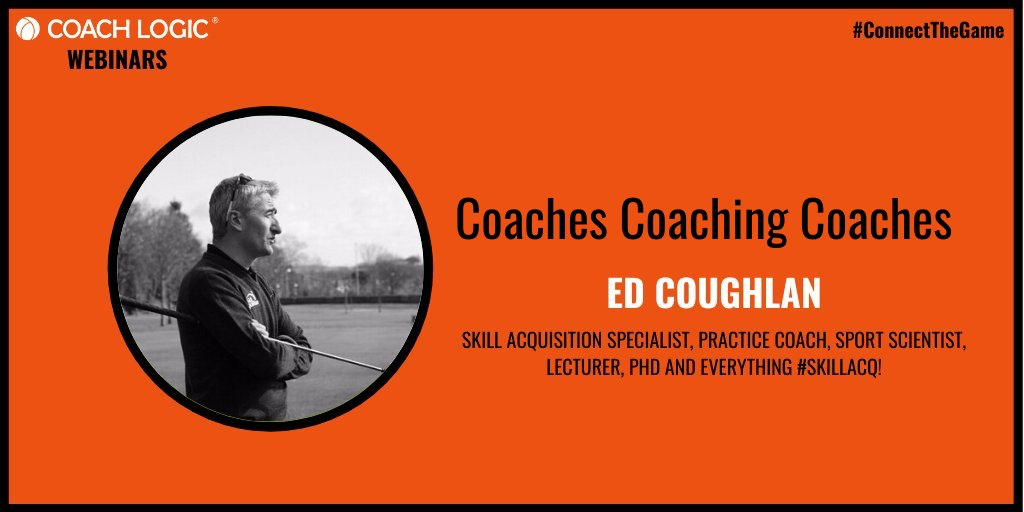 COACH LOGIC®
WEBINARS
#ConnectTheGame
Coaches Coaching Coaches
ED COUGHLAN
SKILL ACQUISITION SPECIALIST, PRACTICE COACH, SPORT SCIENTIST,
LECTURER, PHD AND EVERYTHING #SKILLACQ!